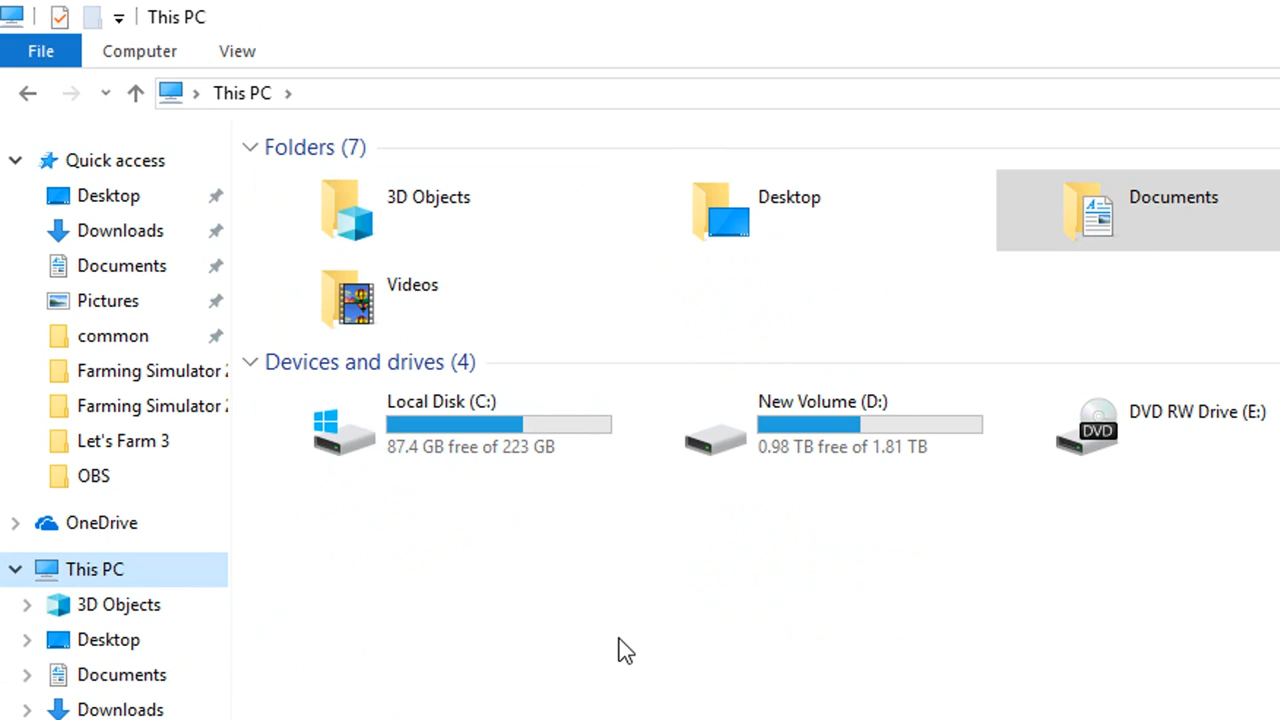 This PC
File Computer View
This PC
Quick access
Desktop
Downloads
Documents
Pictures
common
Farming Simulator 2
Farming Simulator 2
Let's Farm 3
OBS
OneDrive
This PC
3D Objects
Desktop
Documents
Downloads
Folders (7)
3D Objects Desktop Documents
Videos
Devices and drives (4)
Local Disk (C:)
87.4 GB free of 223 GB
New Volume (D:)
0.98 TB free of 1.81 TB
DVD RW Drive (E:)
DVD